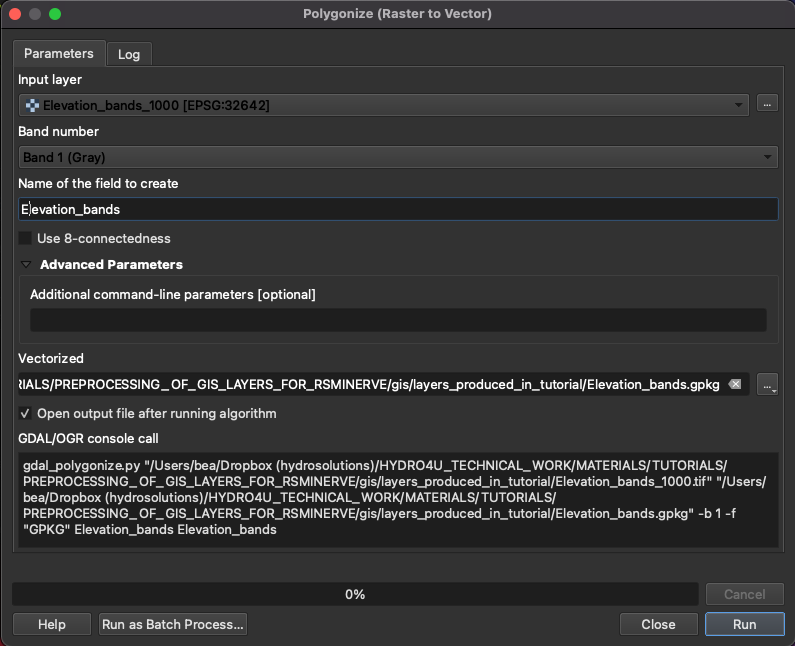 Polygonize (Raster to Vector)
Parameters
Log
Input layer
Elevation_bands_1000 [EPSG:32642]
...
Band number
Band 1 (Gray)
Name of the field to create
Elevation_bands
Use 8-connectedness
Advanced Parameters
Additional command-line parameters [optional]
Vectorized
RIALS/PREPROCESSING_OF_GIS_LAYERS_FOR_RSMINERVE/gis/layers_produced_in_tutorial/Elevation_bands.gpkg
...
Open output file after running algorithm
GDAL/OGR console call
gdal_polygonize.py "/Users/bea/Dropbox (hydrosolutions)/HYDRO4U_TECHNICAL_WORK/MATERIALS/TUTORIALS/
PREPROCESSING_OF_GIS_LAYERS_FOR_RSMINERVE/gis/layers_produced_in_tutorial/Elevation_bands_1000.tif" "/Users/
bea/Dropbox (hydrosolutions)/HYDRO4U_TECHNICAL_WORK/MATERIALS/TUTORIALS/
PREPROCESSING_OF_GIS_LAYERS_FOR_RSMINERVE/gis/layers_produced_in_tutorial/Elevation_bands.gpkg" -b 1 -f
"GPKG" Elevation_bands Elevation_bands
0%
Cancel
Help
Run as Batch Process...
Close
Run